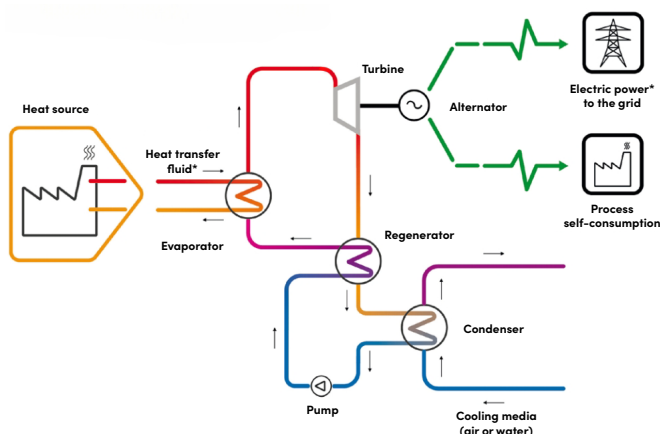 Turbine
Electric power*
to the grid
Heat source
Alternator
Heat transfer
fluid*
Process
self-consumption
Evaporator
Regenerator
Condenser
Pump
Cooling media
(air or water)